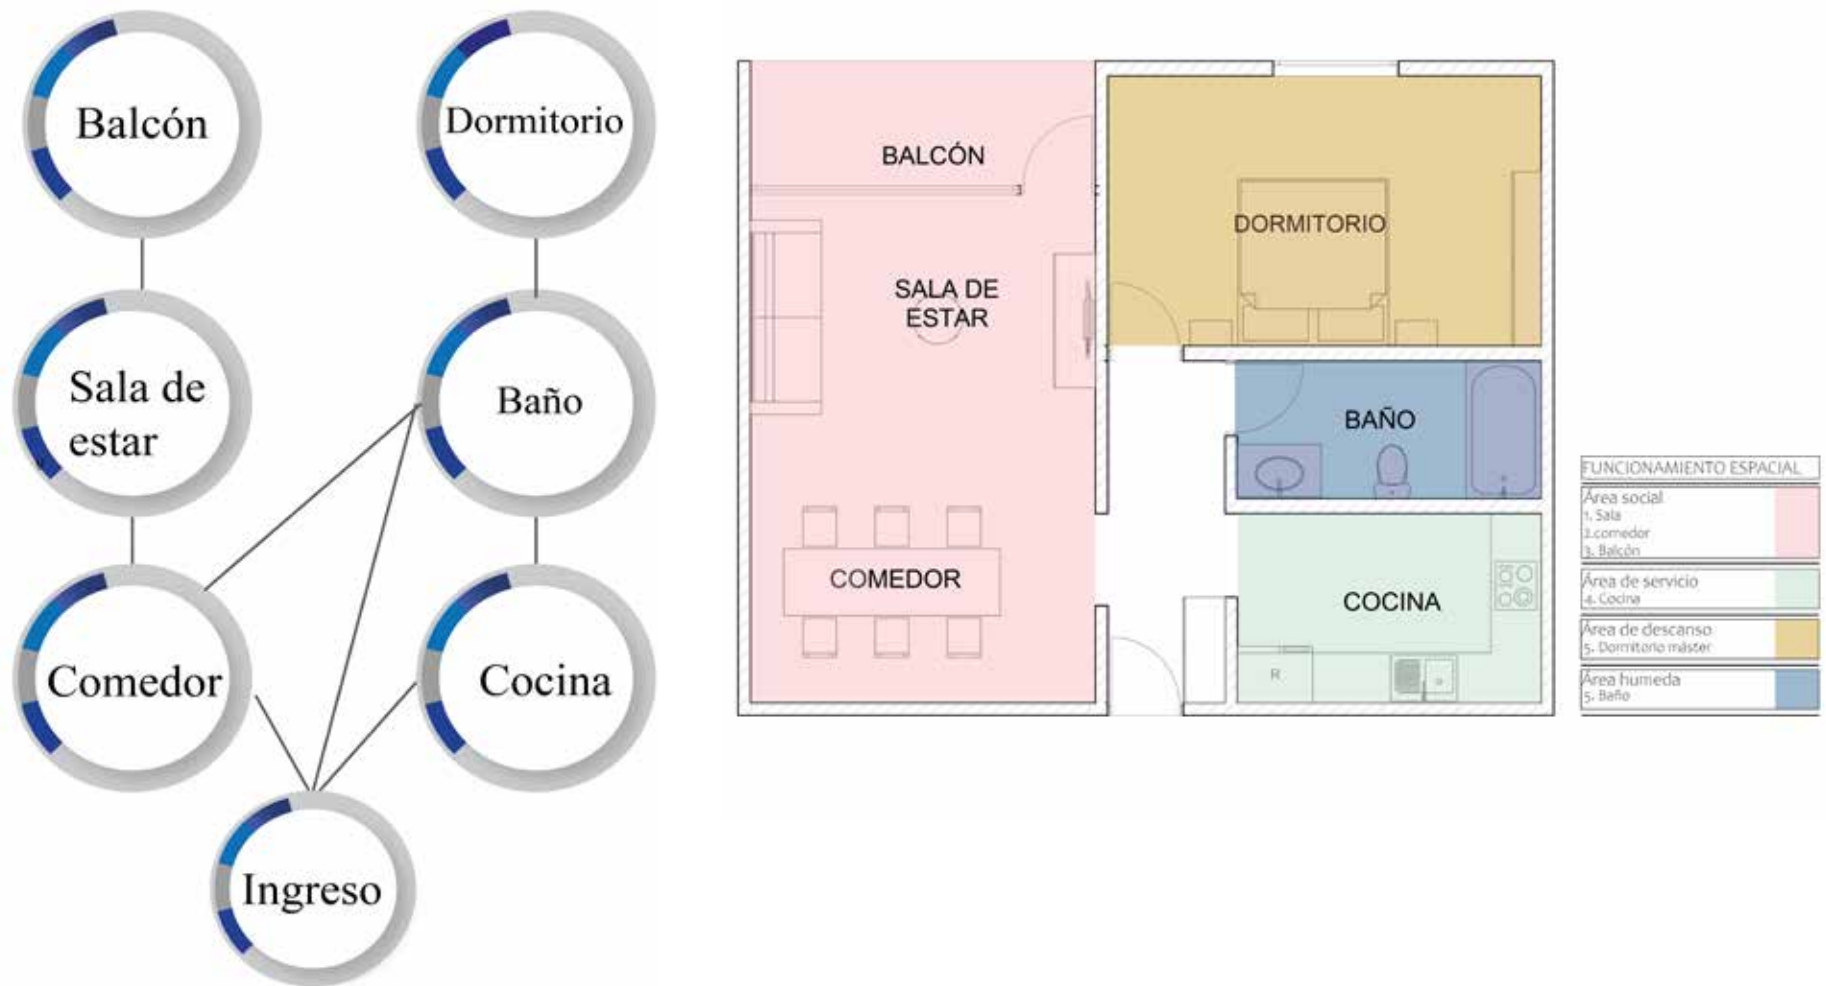 Balcón
Dormitorio
Sala de
estar
Baño
Comedor
Cocina
Ingreso
BALCÓN
DORMITORIO
SALA DE
ESTAR
BAÑO
COMEDOR
COCINA
R
FUNCIONAMIENTO ESPACIAL
Área social
1. Sala
2.comedor
3. Balcón
Área de servicio
4. Cocina
Área de descanso
5. Dormitorio máster
Área humeda
5. Baño